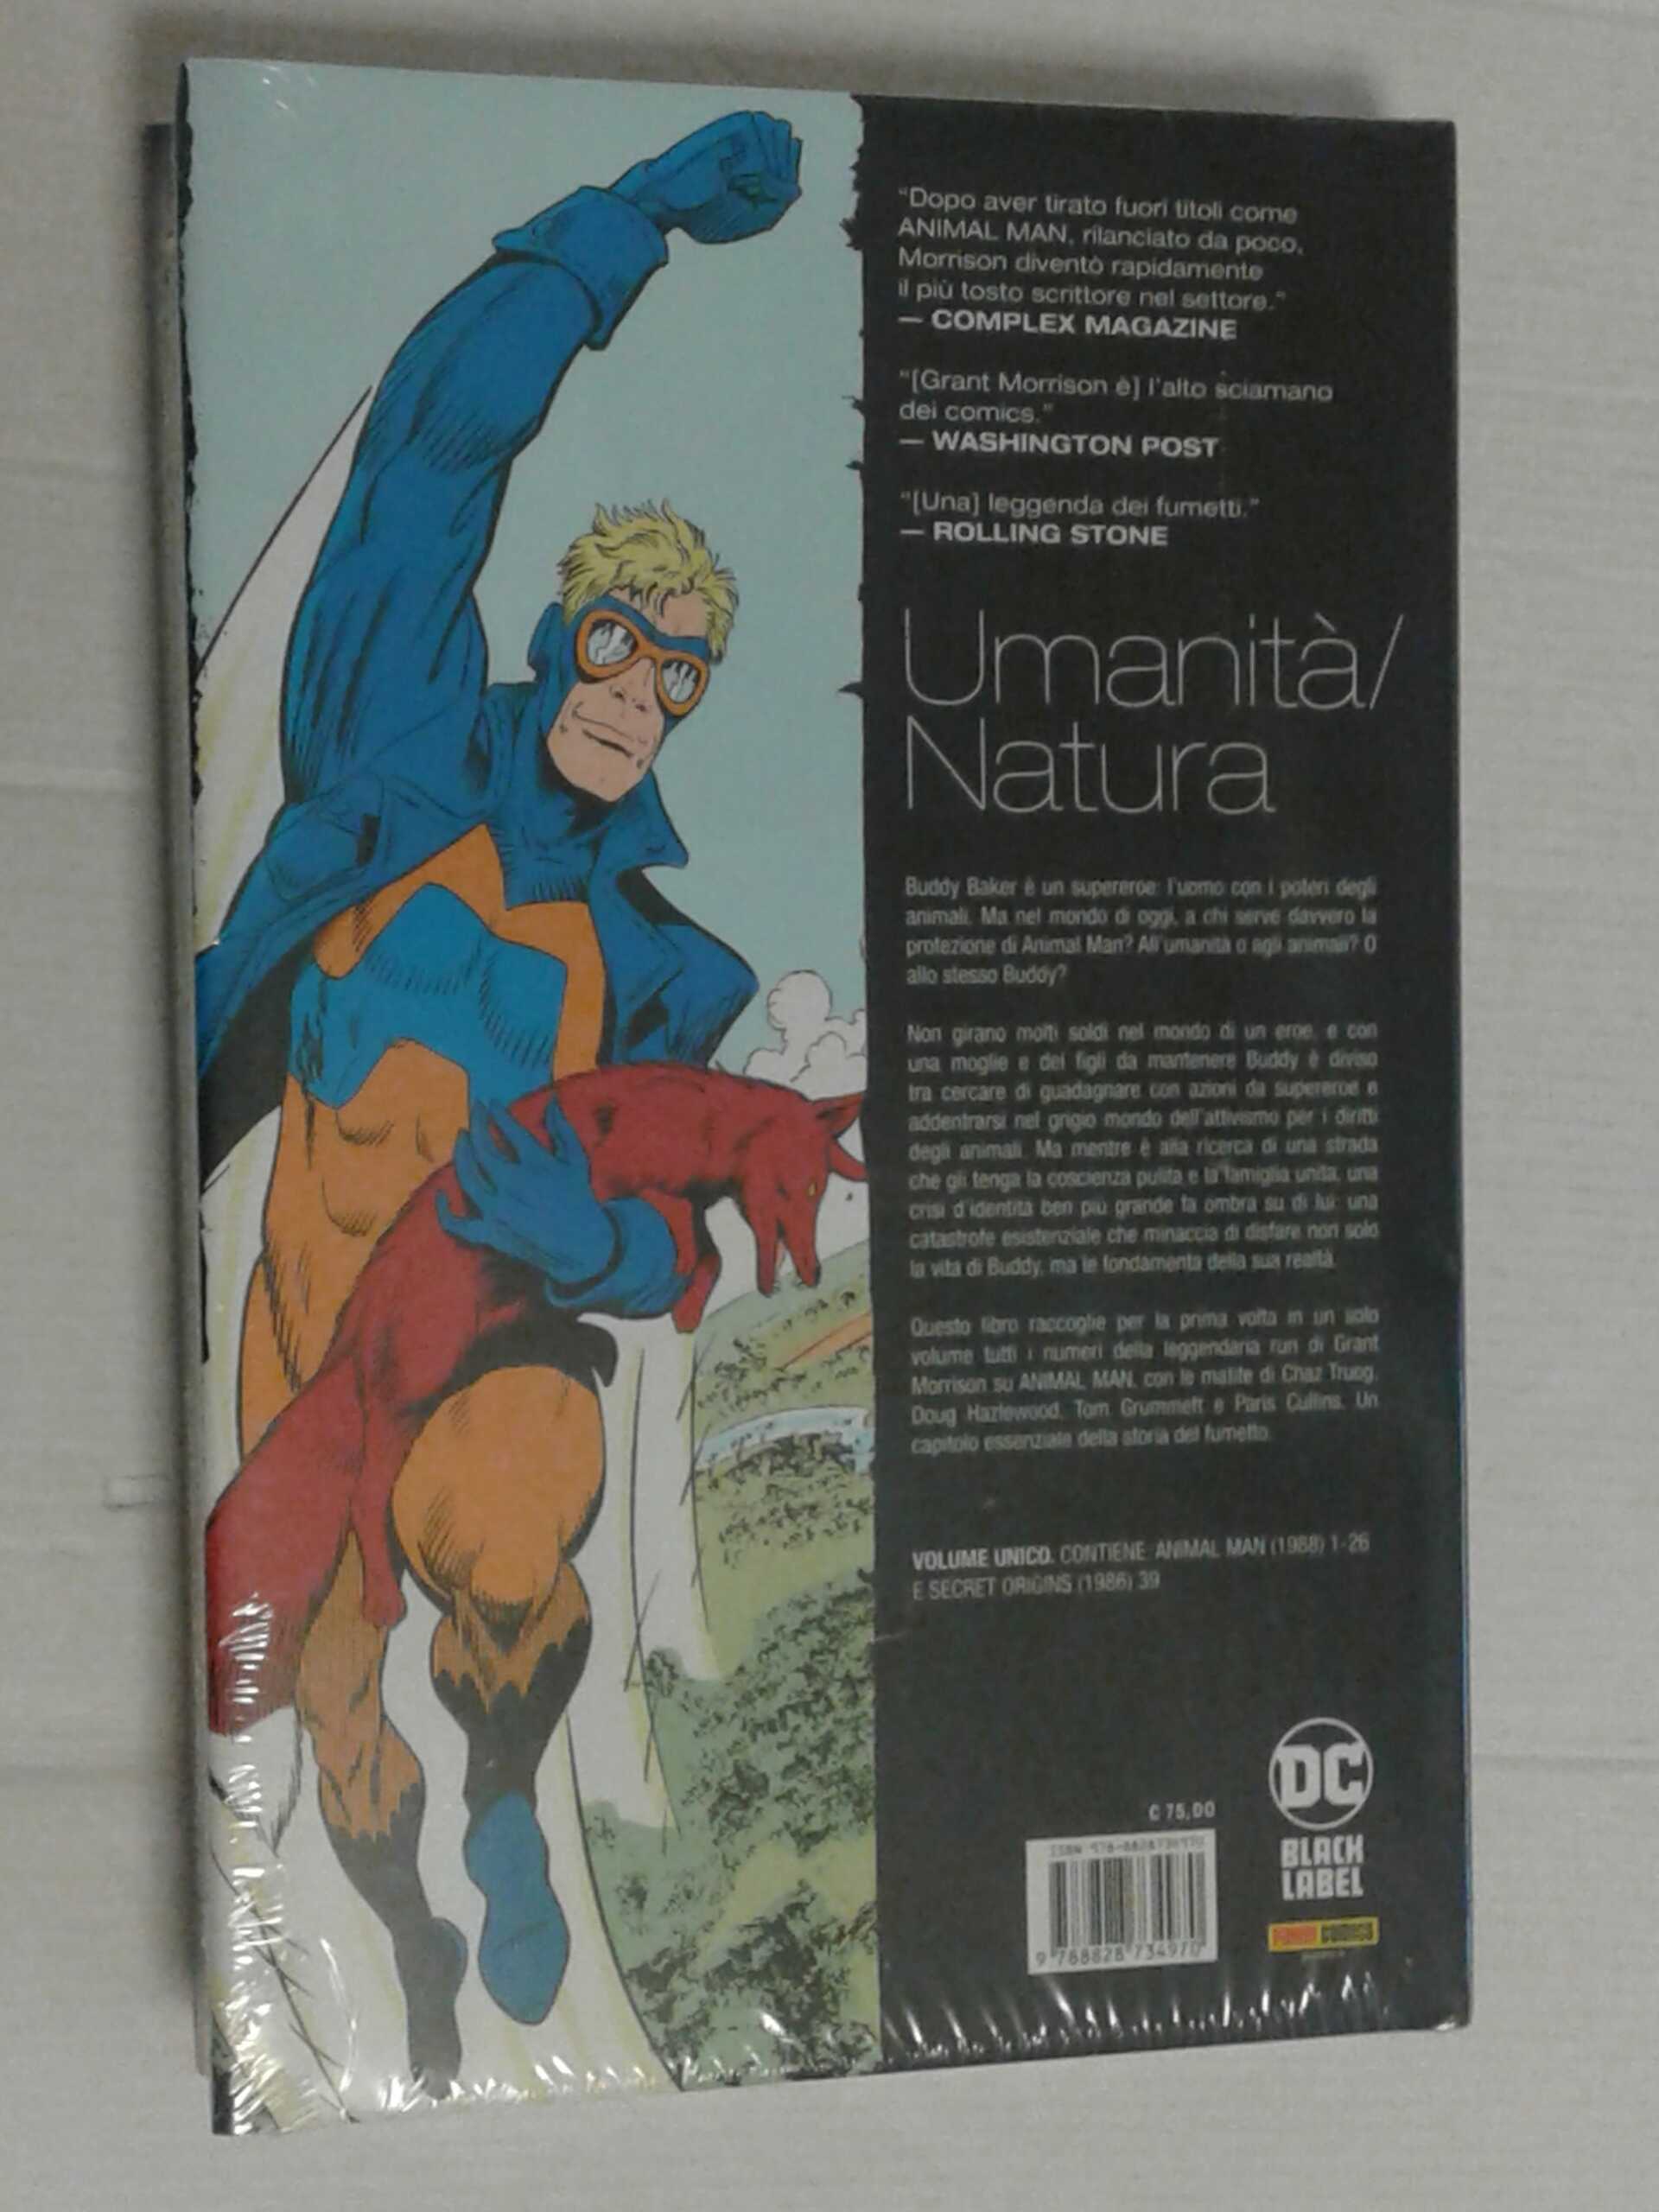 “Dopo aver tirato fuori titoli come
ANIMAL MAN, rilanciato da poco,
Morrison diventò rapidamente
il più tosto scrittore nel settore.”
— COMPLEX MAGAZINE
“[Grant Morrison è] l’alto sciamano
dei comics.”
— WASHINGTON POST
“[Una] leggenda dei fumetti.”
— ROLLING STONE
Umanità/
Natura
Buddy Baker è un supereroe: l’uomo con i poteri degli
animali. Ma nel mondo di oggi, a chi serve davvero la
protezione di Animal Man? All’umanità o agli animali? O
allo stesso Buddy?
Non girano molti soldi nel mondo di un eroe, e con
una moglie e dei figli da mantenere Buddy è diviso
tra cercare di guadagnare con azioni da supereroe e
addentrarsi nel grigio mondo dell’attivismo per i diritti
degli animali. Ma mentre è alla ricerca di una strada
che gli tenga la coscienza pulita e la famiglia unita, una
crisi d’identità ben più grande fa ombra su di lui: una
catastrofe esistenziale che minaccia di disfare non solo
la vita di Buddy, ma le fondamenta della sua realtà.
Questo libro raccoglie per la prima volta in un solo
volume tutti i numeri della leggendaria run di Grant
Morrison su ANIMAL MAN, con le matite di Chaz Truog,
Doug Hazlewood, Tom Grummett e Paris Cullins. Un
capitolo essenziale della storia del fumetto.
VOLUME UNICO. CONTIENE: ANIMAL MAN (1988) 1-26
E SECRET ORIGINS (1986) 39
€ 75,00
ISBN
9 788828 734970
DC
BLACK
LABEL
PANINI COMICS